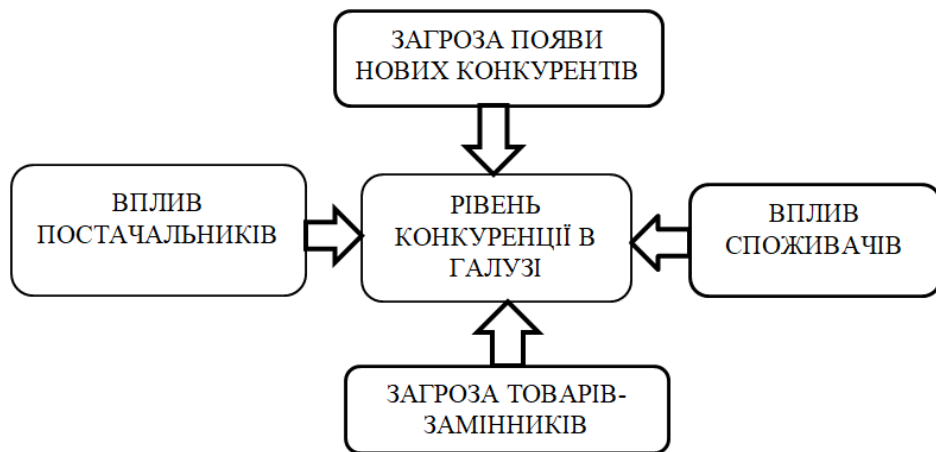 ЗАГРОЗА ПОЯВИ
НОВИХ КОНКУРЕНТІВ
ВПЛИВ
ПОСТАЧАЛЬНИКІВ
РІВЕНЬ
КОНКУРЕНЦІЇ В
ГАЛУЗІ
ВПЛИВ
СПОЖИВАЧІВ
ЗАГРОЗА ТОВАРІВ-
ЗАМІННИКІВ